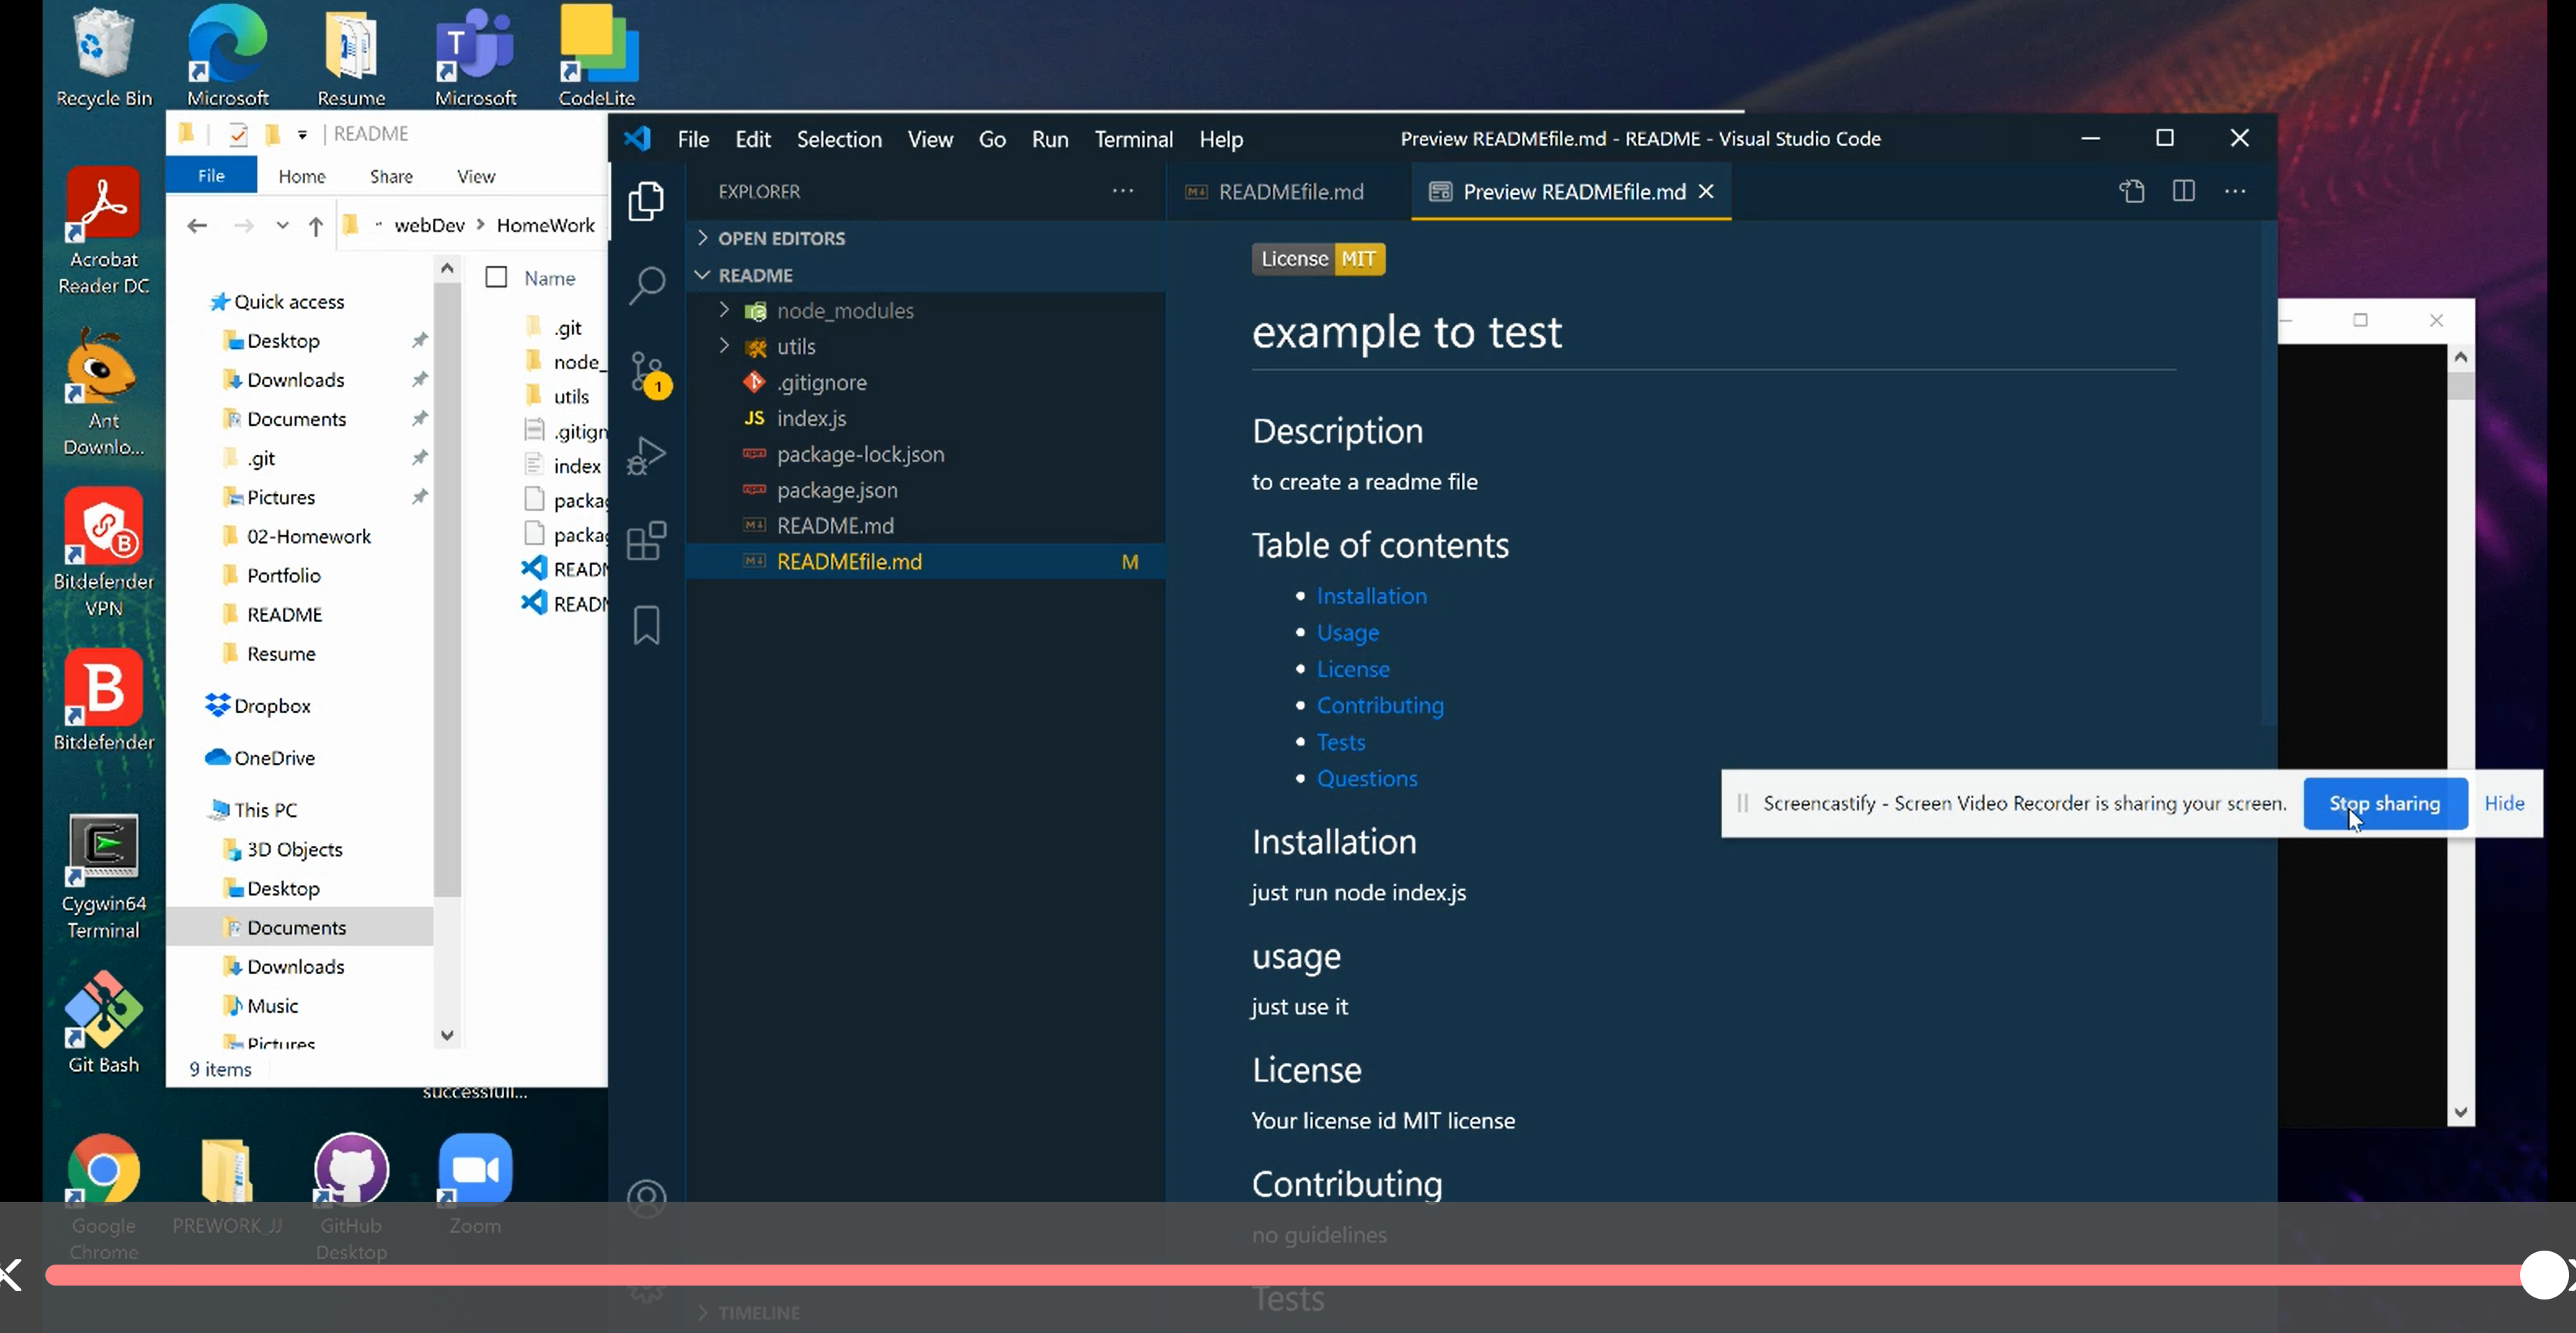 Recycle Bin
Microsoft
Resume
Microsoft
CodeLite
Acrobat
Reader DC
Ant
Downlo...
Bitdefender
VPN
Bitdefender
Cygwin64
Terminal
Git Bash
successfull...
Google
Chrome
PREWORK_JJ
GitHub
Desktop
Zoom
README
File
Home
Share
View
webDev
HomeWork
Name
Quick access
Desktop
Downloads
Documents
.git
Pictures
02-Homework
Portfolio
README
Resume
Dropbox
OneDrive
This PC
3D Objects
Desktop
Documents
Downloads
Music
Pictures
.git
node_
utils
.gitign
index
packag
packag
READM
READM
9 items
File Edit Selection View Go Run Terminal Help
Preview READMEfile.md - README - Visual Studio Code
1
EXPLORER
OPEN EDITORS
README
node_modules
utils
.gitignore
JS index.js
package-lock.json
package.json
README.md
READMEfile.md M
TIMELINE
READMEfile.md
Preview READMEfile.md
License MIT
example to test
Description
to create a readme file
Table of contents
Installation
Usage
License
Contributing
Tests
Questions
Installation
just run node index.js
usage
just use it
License
Your license id MIT license
Contributing
no guidelines
Tests
Screencastify - Screen Video Recorder is sharing your screen.
Stop sharing
Hide